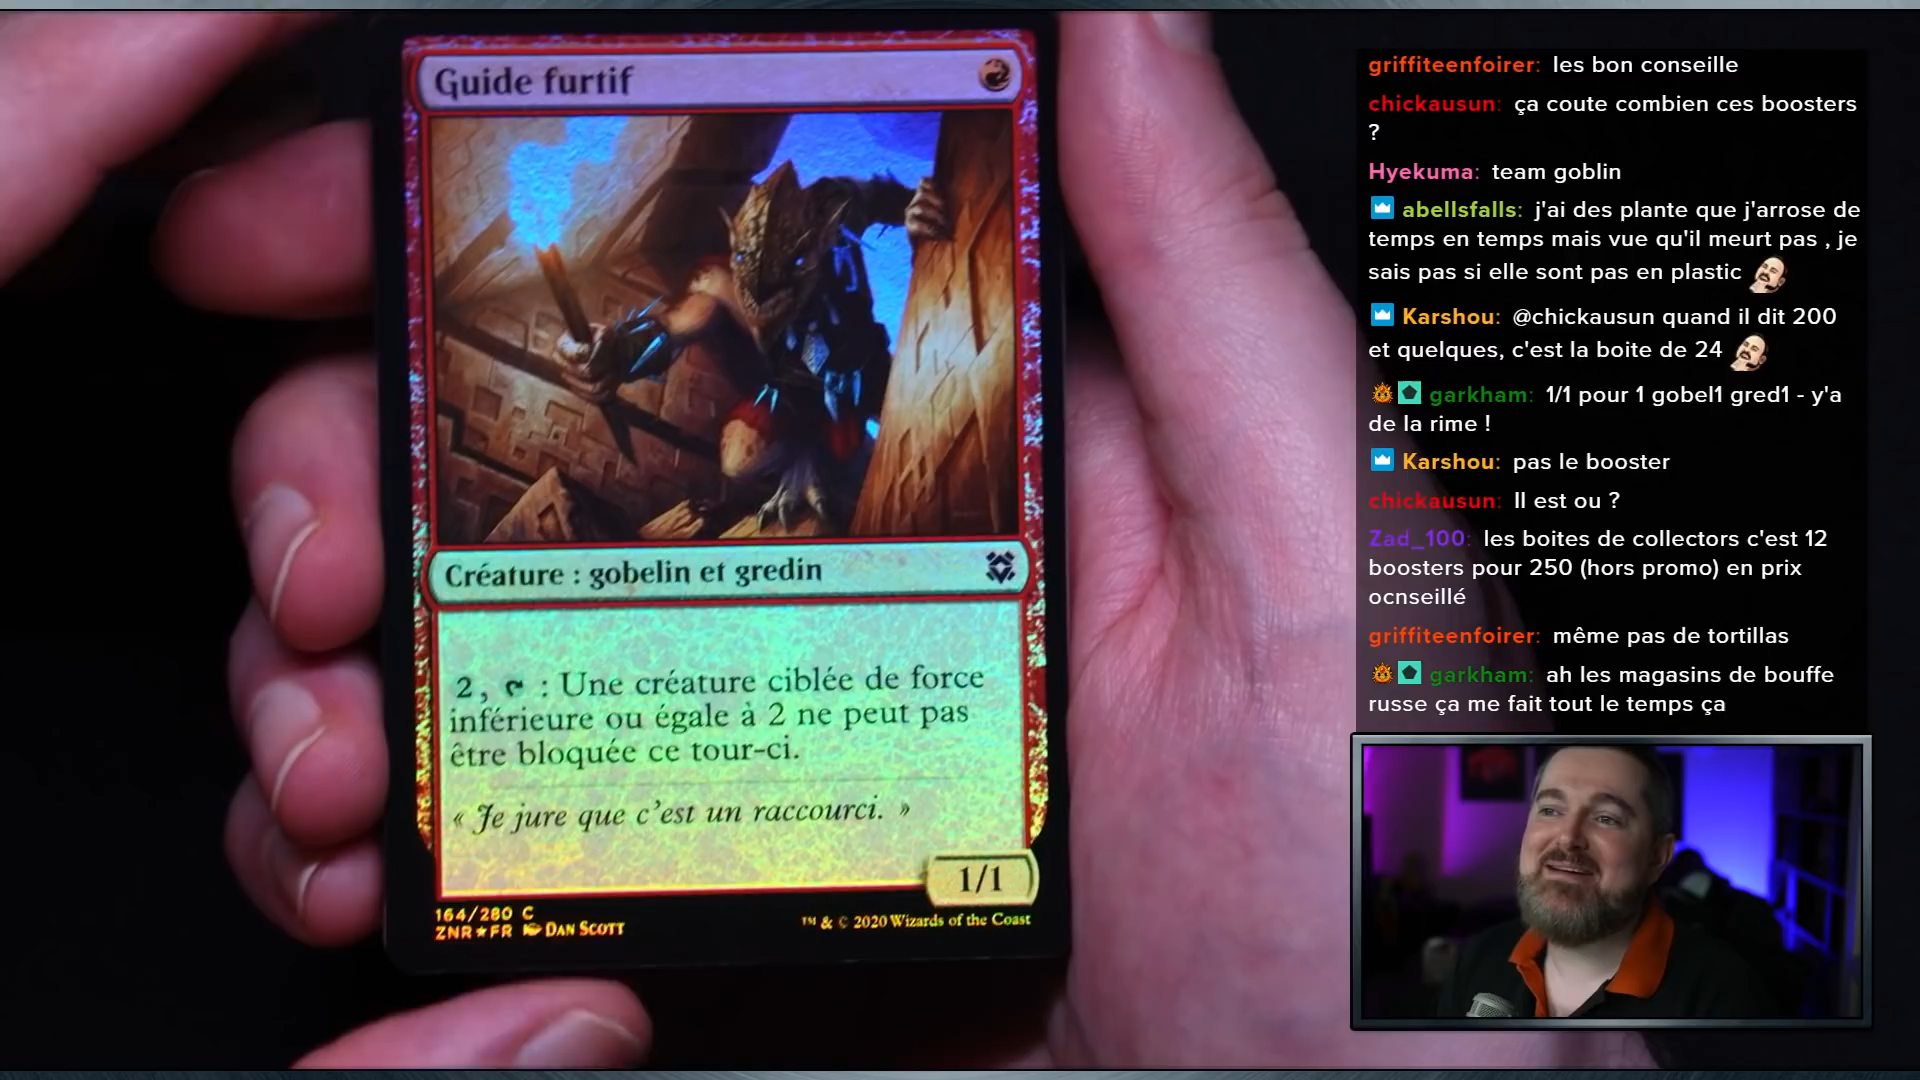 Guide furtif
Créature : gobelin et gredin
2, : Une créature ciblée de force
inférieure ou égale à 2 ne peut pas
être bloquée ce tour-ci.
« Je jure que c'est un raccourci. »
1/1
164/280 C
ZNR★FR DAN SCOTT
™ & © 2020 Wizards of the Coast
griffiteenfoirer: les bon conseille
chickausun: ça coute combien ces boosters
?
Hyekuma: team goblin
abellsfalls: j'ai des plante que j'arrose de
temps en temps mais vue qu'il meurt pas , je
sais pas si elle sont pas en plastic
Karshou: @chickausun quand il dit 200
et quelques, c'est la boite de 24
garkham: 1/1 pour 1 gobel1 gred1 - y'a
de la rime !
Karshou: pas le booster
chickausun: Il est ou ?
Zad_100: les boites de collectors c'est 12
boosters pour 250 (hors promo) en prix
ocnseillé
griffiteenfoirer: même pas de tortillas
garkham: ah les magasins de bouffe
russe ça me fait tout le temps ça